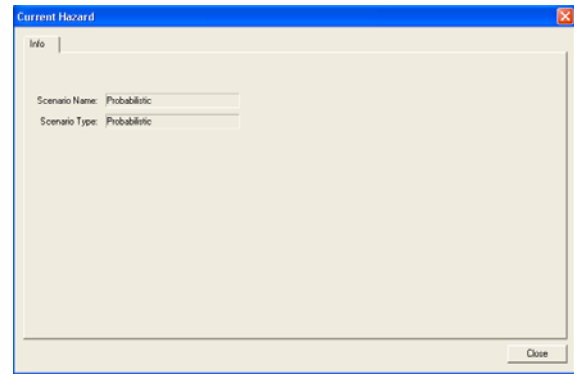 Current Hazard
Info
Scenario Name: Probabilistic
Scenario Type: Probabilistic
Close